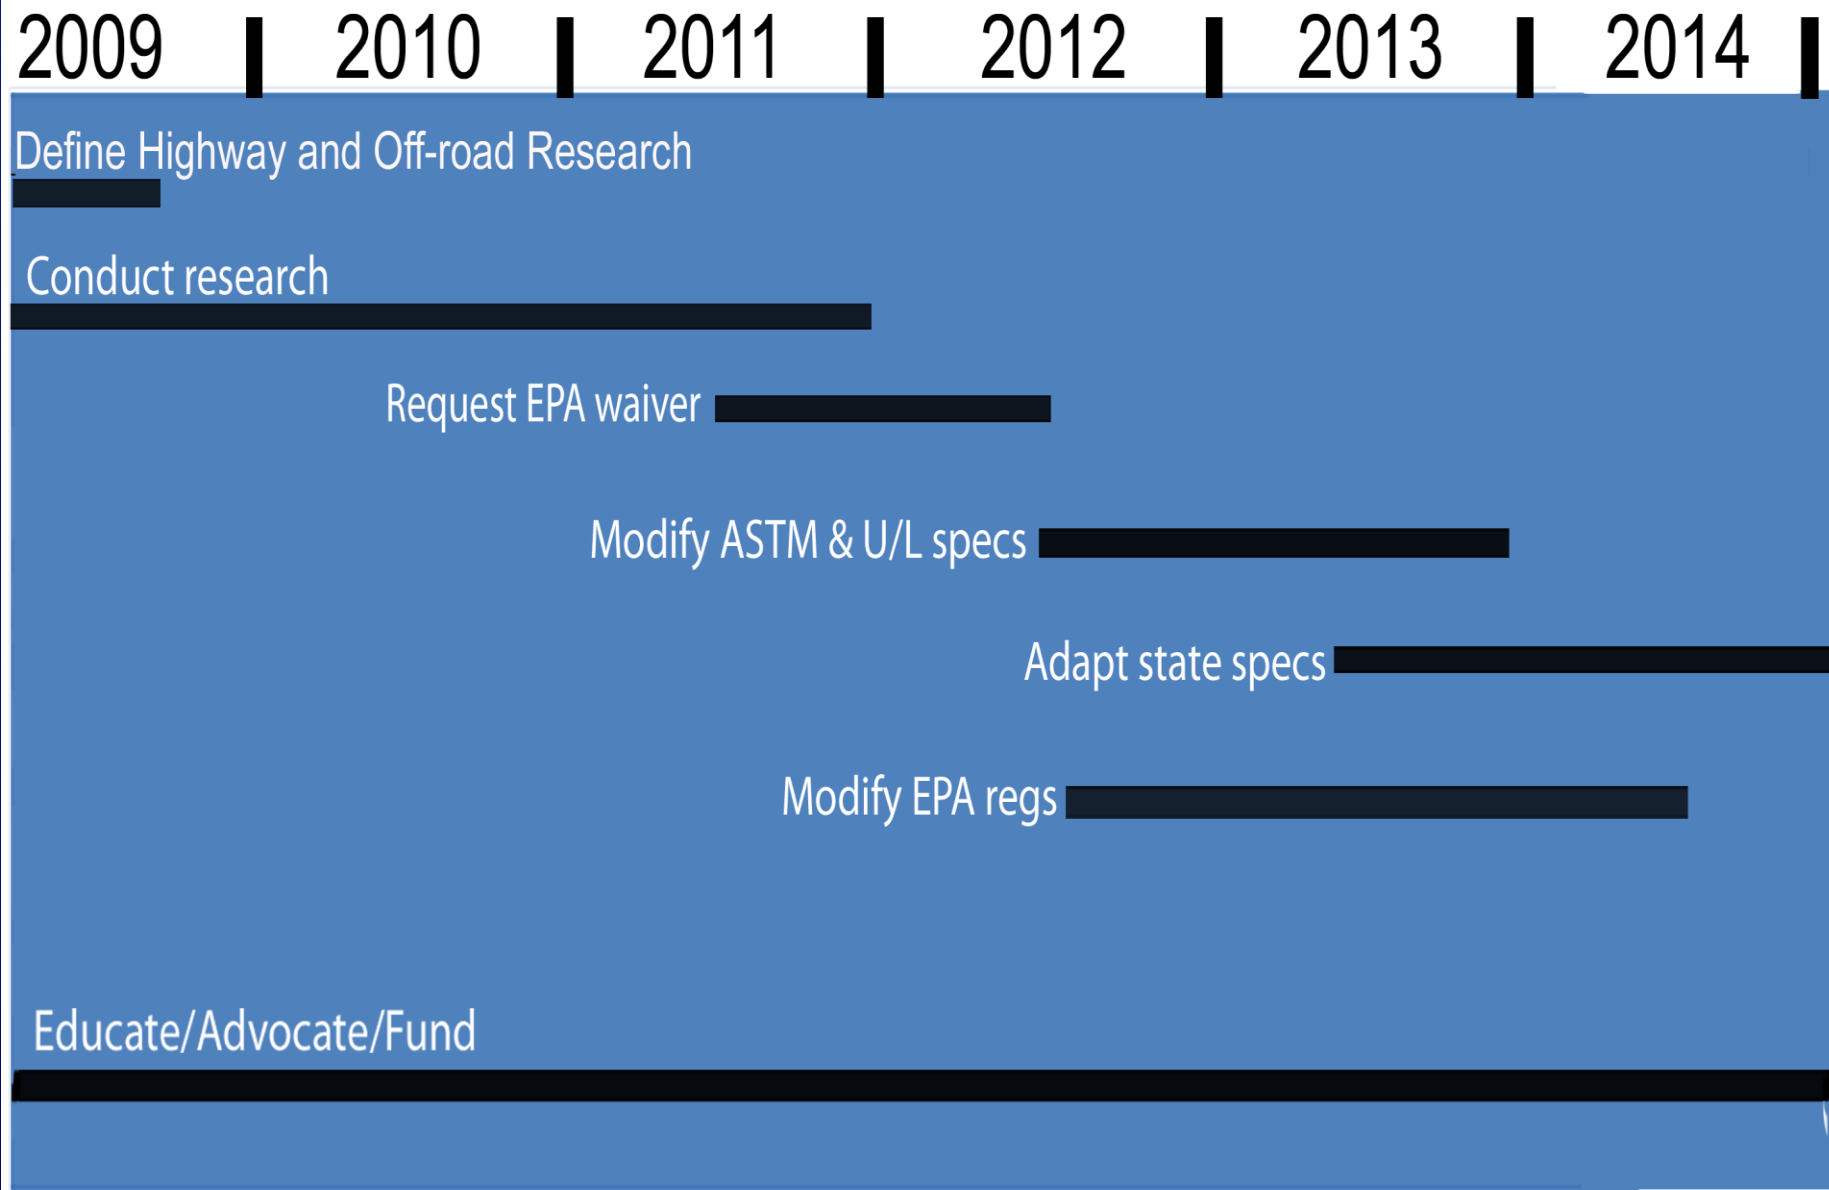 2009 2010 2011 2012 2013 2014
Define Highway and Off-road Research
Conduct research
Request EPA waiver
Modify ASTM & U/L specs
Adapt state specs
Modify EPA regs
Educate/Advocate/Fund